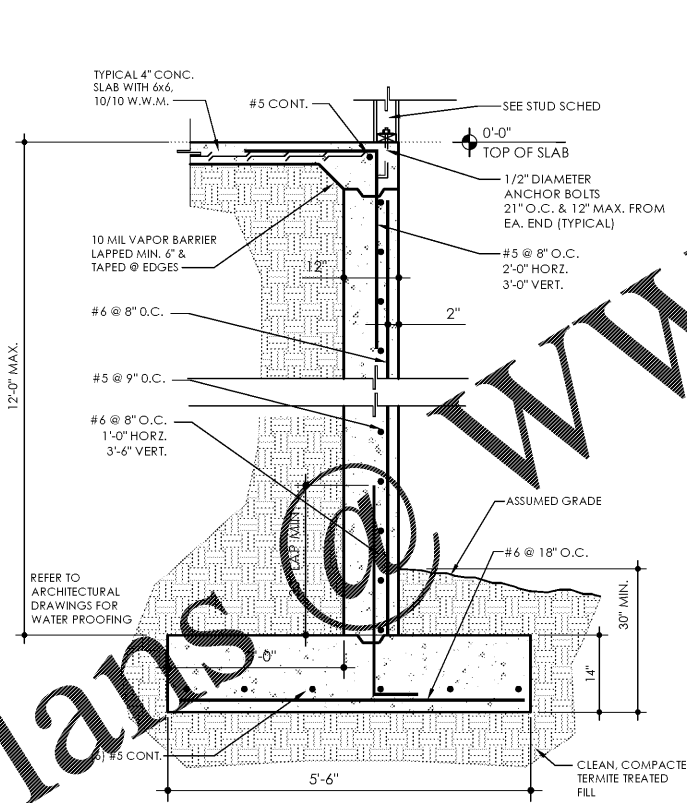 TYPICAL 4" CONC.
SLAB WITH 6x6,
10/10 W.W.M.
#5 CONT.
SEE STUD SCHED
0'-0"
TOP OF SLAB
1/2" DIAMETER
ANCHOR BOLTS
21" O.C. & 12" MAX. FROM
EA. END (TYPICAL)
10 MIL VAPOR BARRIER
LAPPED MIN. 6" &
TAPED @ EDGES
12"
#5 @ 8" O.C.
2'-0" HORZ.
3'-0" VERT.
#6 @ 8" 0.C.
2"
12'-0" MAX.
#5 @ 9" 0.C.
#6 @ 8" O.C.
1'-0" HORZ.
3'-6" VERT.
ASSUMED GRADE
LAP MIN.
#6 @ 18" O.C.
REFER TO
ARCHITECTURAL
DRAWINGS FOR
WATER PROOFING
30" MIN.
14"
#5 CONT.
5'-6"
CLEAN, COMPACTE
TERMITE TREATED
FILL
lans @ ww